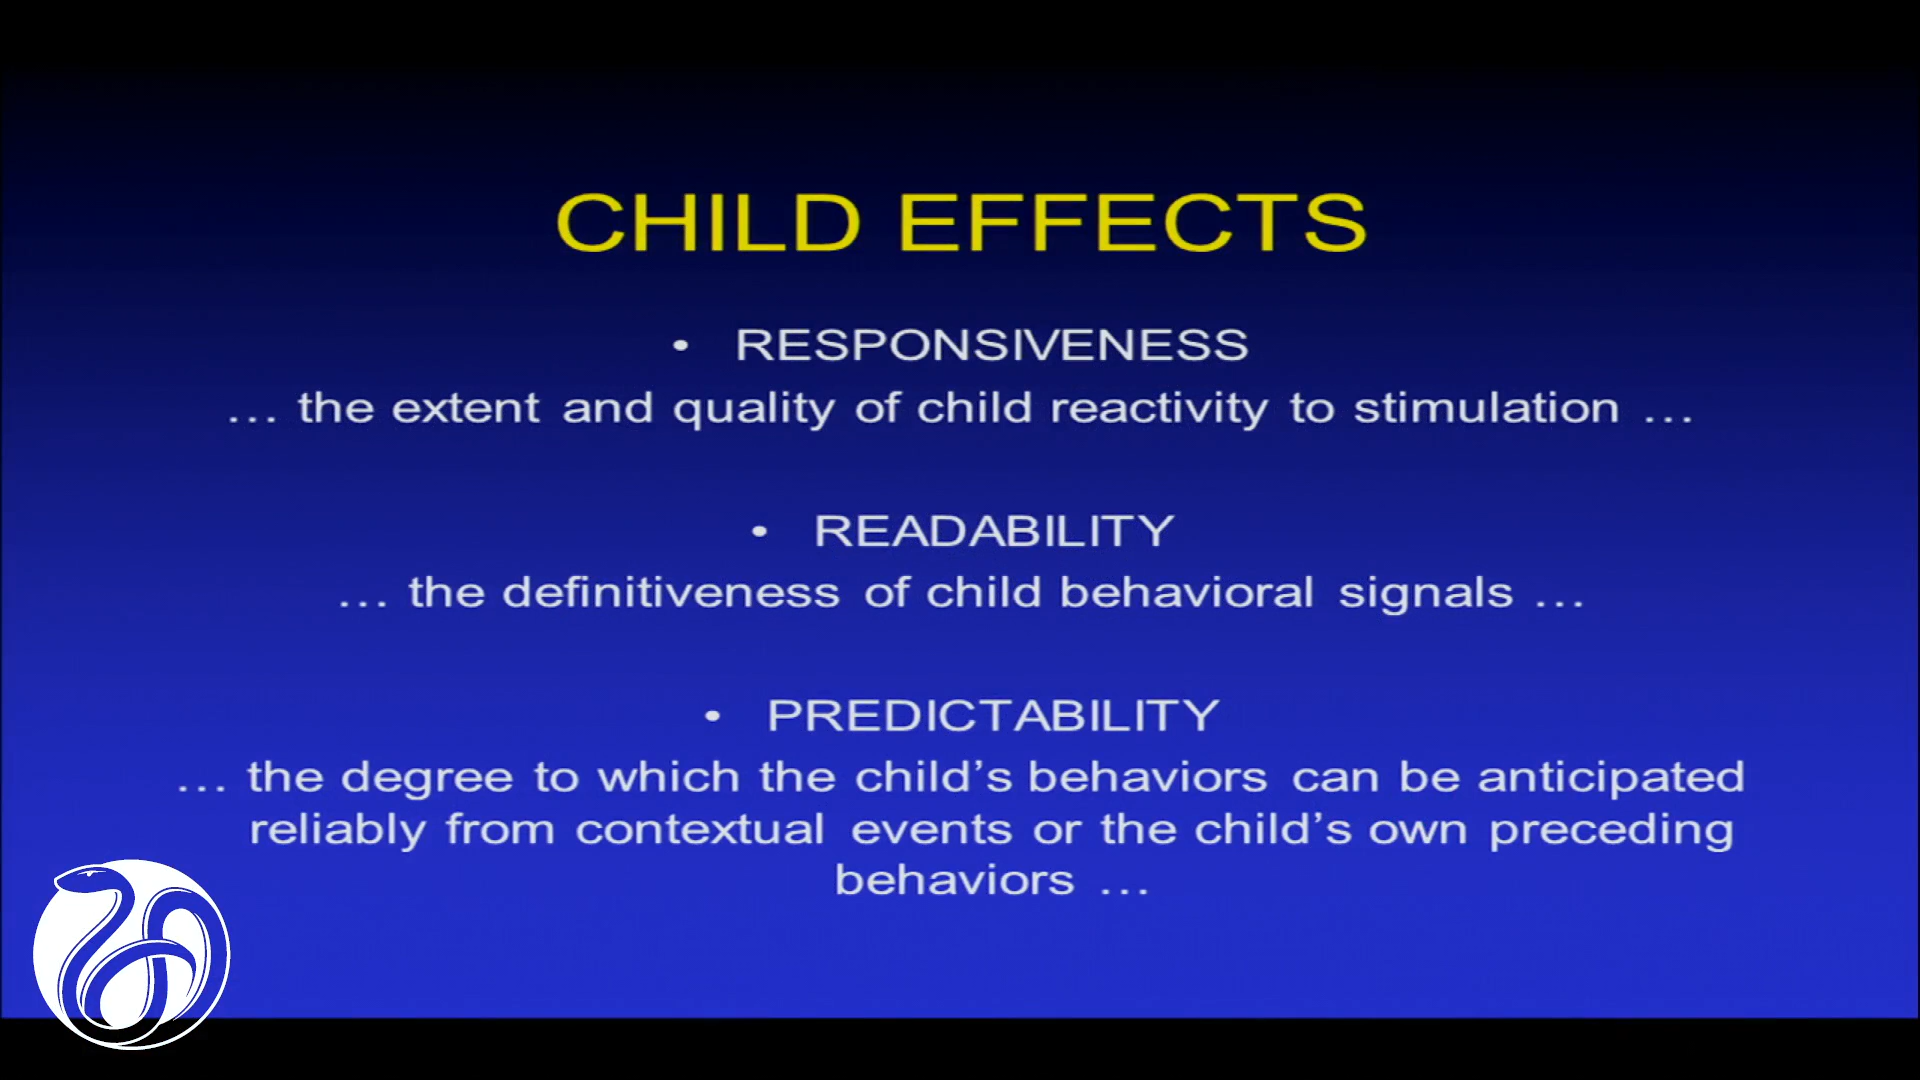 CHILD EFFECTS
• RESPONSIVENESS
… the extent and quality of child reactivity to stimulation …
• READABILITY
… the definitiveness of child behavioral signals …
• PREDICTABILITY
… the degree to which the child’s behaviors can be anticipated
reliably from contextual events or the child’s own preceding
behaviors …